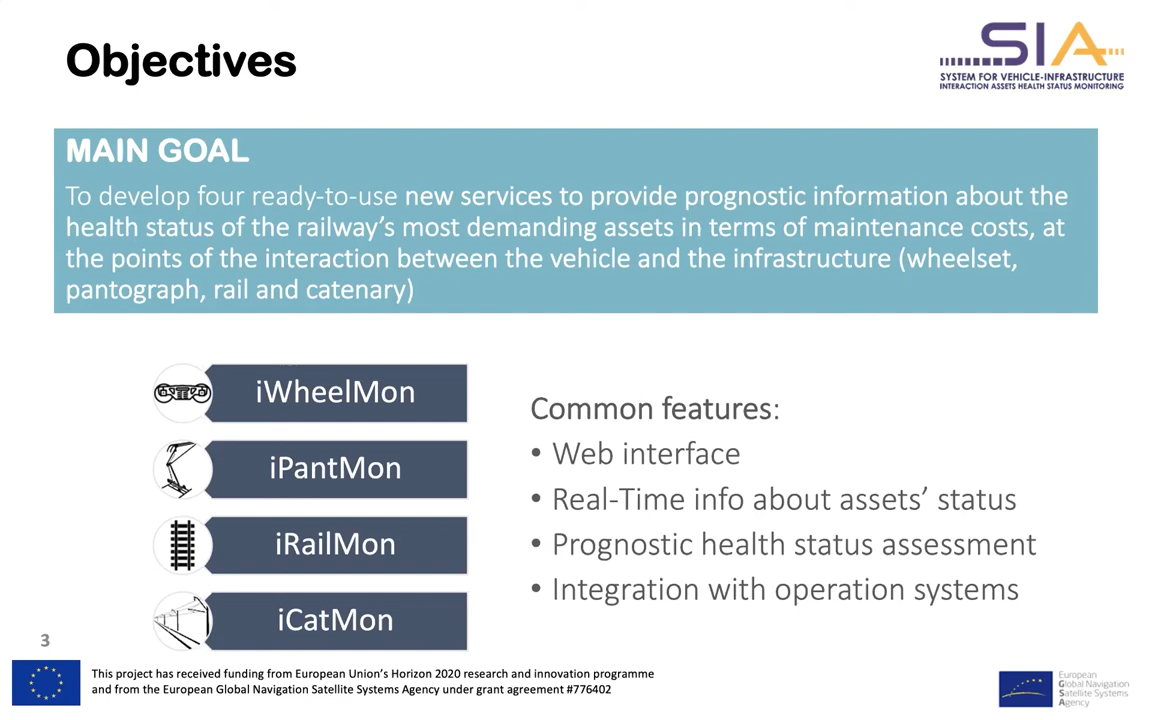 Objectives
SIA
SYSTEM FOR VEHICLE-INFRASTRUCTURE
INTERACTION ASSETS HEALTH STATUS MONITORING
MAIN GOAL
To develop four ready-to-use new services to provide prognostic information about the
health status of the railway’s most demanding assets in terms of maintenance costs, at
the points of the interaction between the vehicle and the infrastructure (wheelset,
pantograph, rail and catenary)
iWheelMon
iPantMon
iRailMon
iCatMon
Common features:
• Web interface
• Real-Time info about assets’ status
• Prognostic health status assessment
• Integration with operation systems
3
This project has received funding from European Union’s Horizon 2020 research and innovation programme
and from the European Global Navigation Satellite Systems Agency under grant agreement #776402
European
Global Navigation
Satellite Systems
Agency